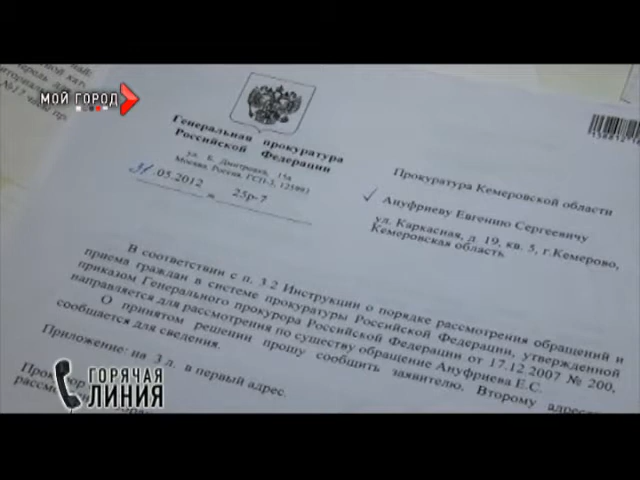 МОЙ ГОРОД
Генеральная прокуратура
Российской Федерации
ул. Б. Дмитровка, 15а
Москва, Россия, ГСП-3, 125993
31.05.2012 № 25р-7
Прокуратура Кемеровской области
Ануфриеву Евгению Сергеевичу
ул. Каркасная, д 19, кв. 5, г.Кемерово,
Кемеровская область
В соответствии с п. 3.2 Инструкции о порядке рассмотрения обращений и
приема граждан в системе прокуратуры Российской Федерации, утвержденной
приказом Генерального прокурора Российской Федерации от 17.12.2007 № 200,
направляется для рассмотрения по существу обращение Ануфриева Е.С.
О принятом решении прошу сообщить заявителю. Второму адрес
сообщается для сведения.
Приложение: на 3 л. в первый адрес.
ГОРЯЧАЯ
ЛИНИЯ